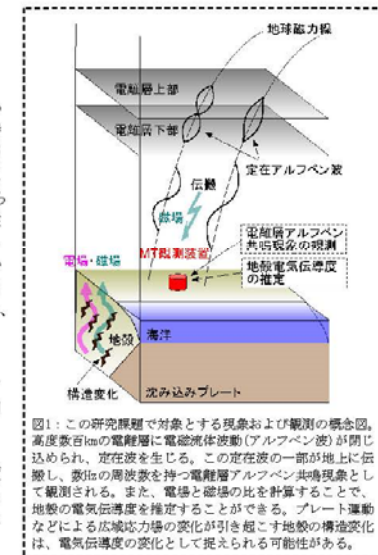 地球磁力線
電離層上部
電離層下部
定在アルフベン波
伝搬
磁場
電離層アルフベン
共鳴現象の観測
MT観測装置
電場・磁場
地殻電気伝導度
の推定
地殻
海洋
構造変化
沈み込みプレート
図1:この研究課題で対象とする現象および観測の概念図。
高度数百kmの電離層に電磁流体波動(アルフベン波)が閉じ
込められ、定在波を生じる。この定在波の一部が地上に伝
搬し、数Hzの周波数を持つ電離層アルフベン共鳴現象とし
て観測される。また、電場と磁場の比を計算することで、
地殻の電気伝導度を推定することができる。プレート運動
などによる広域応力場の変化が引き起こす地殻の構造変化
は、電気伝導度の変化として捉えられる可能性がある。